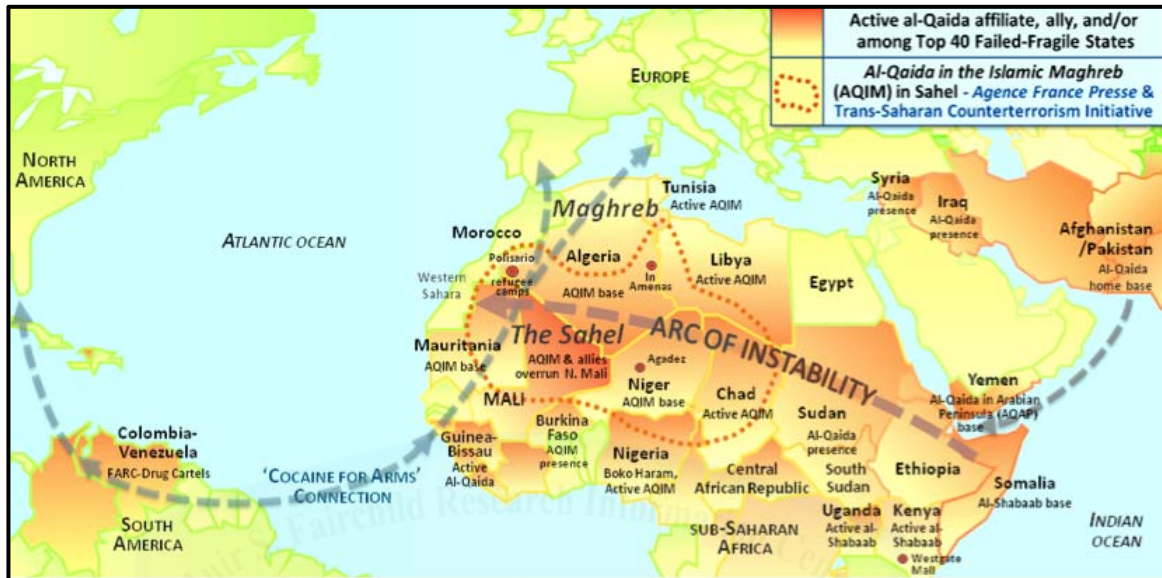 Active al-Qaida affiliate, ally, and/or
among Top 40 Failed-Fragile States
Al-Qaida in the Islamic Maghreb
(AQIM) in Sahel - Agence France Presse &
Trans-Saharan Counterterrorism Initiative
EUROPE
NORTH
AMERICA
ATLANTIC OCEAN
Tunisia
Active AQIM
Maghreb
Morocco
Polisario
refugee
camps
Western
Sahara
Algeria
AQIM base
In
Amenas
Libya
Active AQIM
Egypt
Syria
Al-Qaida
presence
Iraq
Al-Qaida
presence
Afghanistan
/Pakistan
Al-Qaida
home base
The Sahel
ARC OF INSTABILITY
Mauritania
AQIM base
AQIM & allies
overrun N. Mali
MALI
Agadez
Niger
AQIM base
Chad
Active AQIM
Sudan
Al-Qaida
presence
Yemen
Al-Qaida in Arabian
Peninsula (AQAP)
base
Colombia-
Venezuela
FARC-Drug Cartels
'COCAINE FOR ARMS'
CONNECTION
SOUTH
AMERICA
Guinea-
Bissau
Active
Al-Qaida
Burkina
Faso
AQIM
presence
Nigeria
Boko Haram,
Active AQIM
Central
African Republic
South
Sudan
Ethiopia
Somalia
Al-Shabaab base
Uganda
Active al-
Shabaab
Kenya
Active al-
Shabaab
Westgate
Mall
SUB-SAHARAN
AFRICA
INDIAN
OCEAN
Fairchild Research Inform